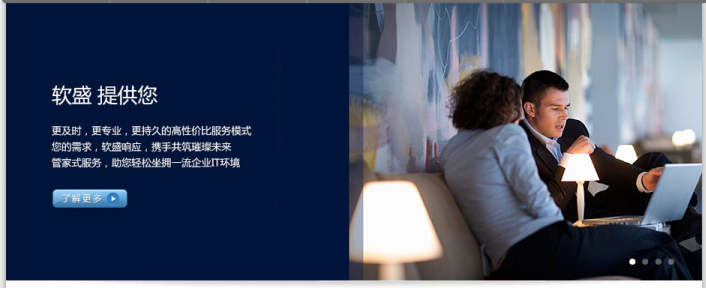 软盛 提供您
更及时，更专业，更持久的高性价比服务模式
您的需求，软盛响应，携手共筑璀璨未来
管家式服务，助您轻松坐拥一流企业IT环境
了解更多